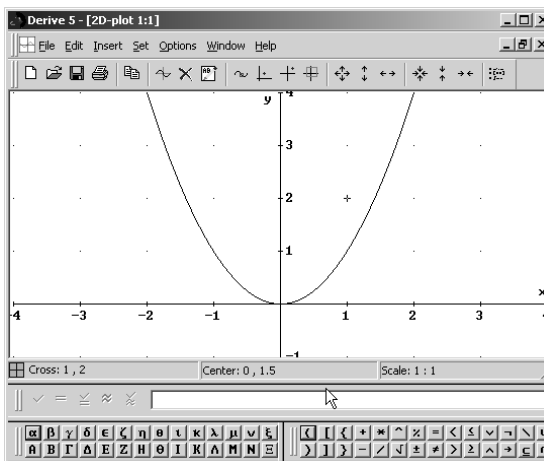 Derive 5 - [2D-plot 1:1]
File Edit Insert Set Options Window Help
y 4
3
2
1
x
-4 -3 -2 -1 1 2 3
-1
Cross: 1 , 2 Center: 0 , 1.5 Scale: 1 : 1
α β γ δ ε ζ η θ ι κ λ μ ν ξ ( [ { + * ^ % = < ≤ ∨ ¬ \ ∪
Α Β Γ Δ Ε Ζ Η Θ Ι Κ Λ Μ Ν Ξ ) ] } - / √ ± ≠ > ≥ ∧ → ⊆ ∩